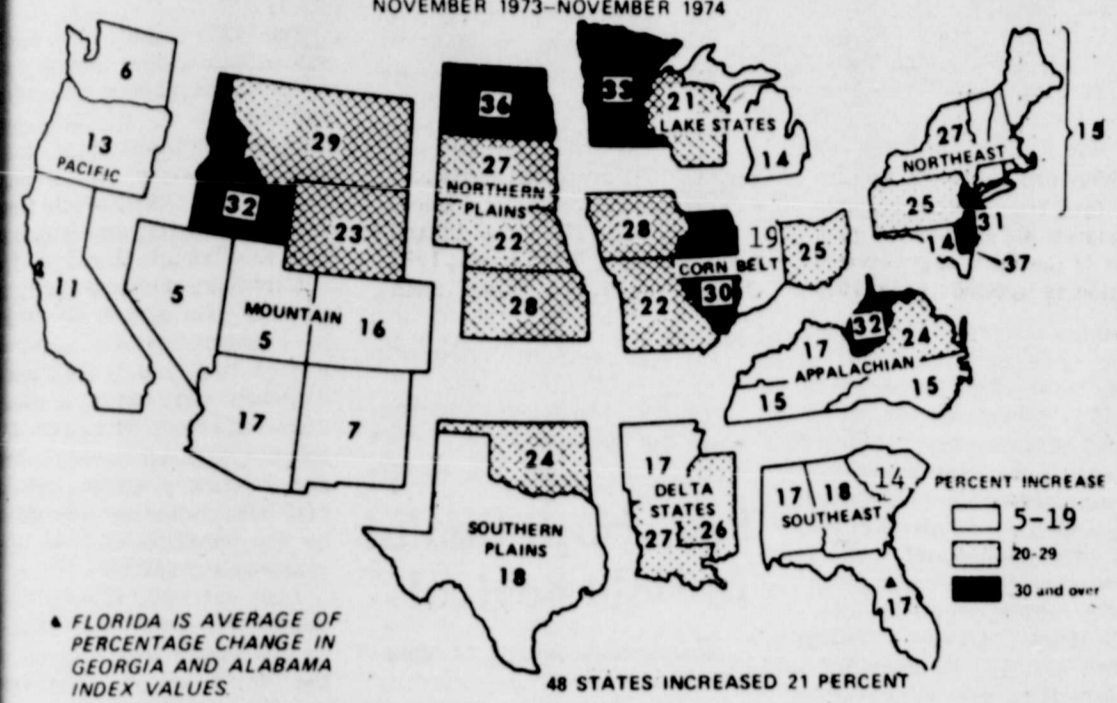 NOVEMBER 1973–NOVEMBER 1974
6
13
PACIFIC
11
5
29
32
23
MOUNTAIN 16
5
17
7
36
27
NORTHERN
PLAINS
22
28
33
21
LAKE STATES
14
28
19
CORN BELT
25
22
30
27
NORTHEAST
15
25
31
14
37
32
24
17
APPALACHIAN
15
15
24
SOUTHERN
PLAINS
18
17
DELTA
STATES
27
26
17
18
14
SOUTHEAST
▲
17
PERCENT INCREASE
5-19
20-29
30 and over
▲ FLORIDA IS AVERAGE OF
PERCENTAGE CHANGE IN
GEORGIA AND ALABAMA
INDEX VALUES.
48 STATES INCREASED 21 PERCENT